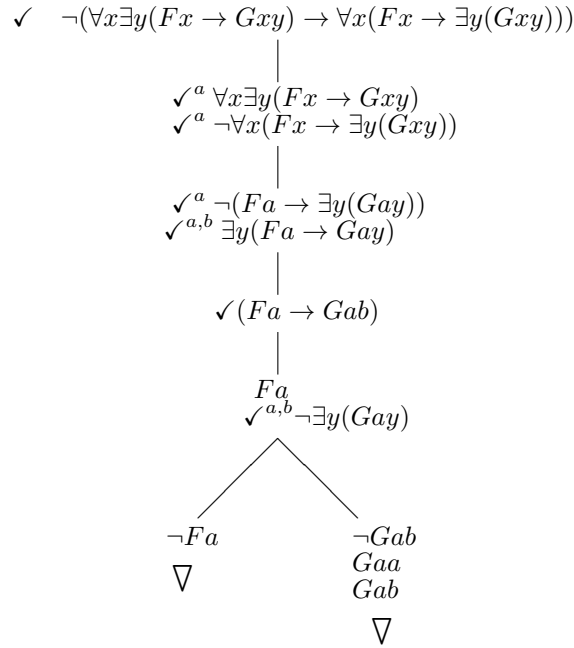 ✓ ¬(∀x∃y(Fx → Gxy) → ∀x(Fx → ∃y(Gxy)))
✓ᵃ ∀x∃y(Fx → Gxy)
✓ᵃ ¬∀x(Fx → ∃y(Gxy))
✓ᵃ ¬(Fa → ∃y(Gay))
✓ᵃ,ᵇ ∃y(Fa → Gay)
✓(Fa → Gab)
Fa
✓ᵃ,ᵇ¬∃y(Gay)
¬Fa ¬Gab
Gaa
∇ Gab
∇